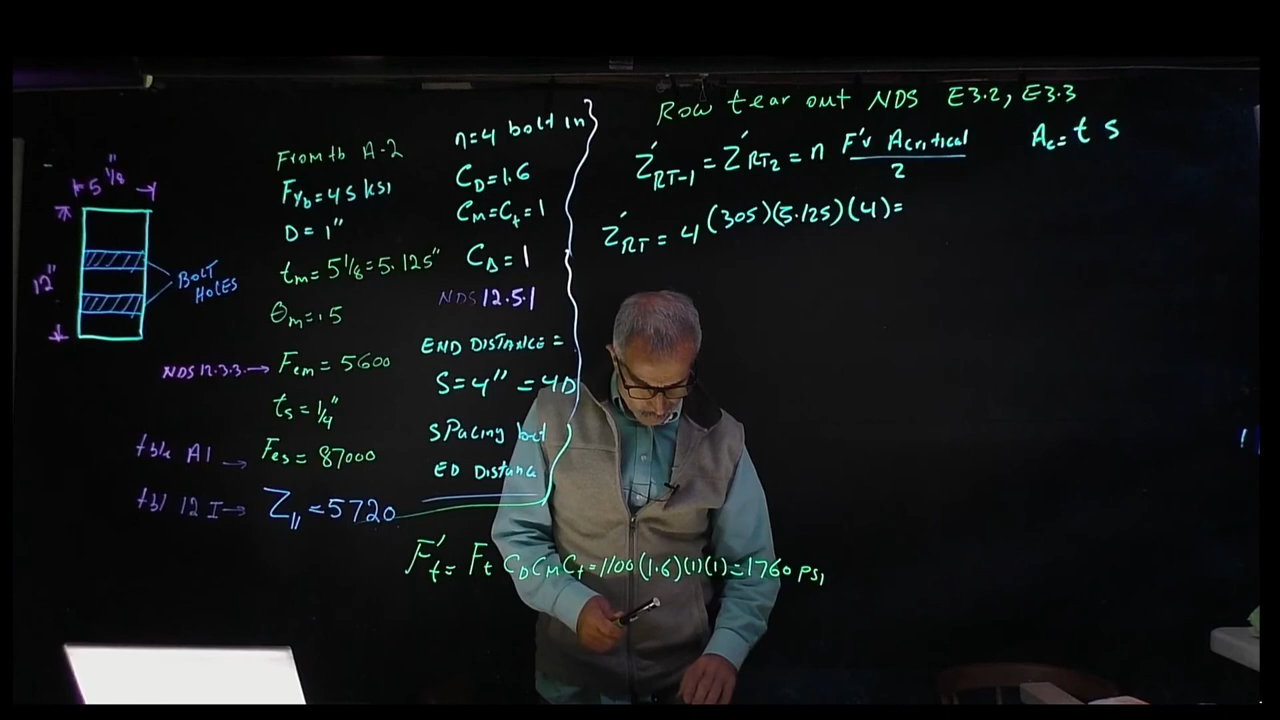 5 1/8"
12"
BOLT
HOLES
From tb A-2
Fyb=45 ksi
D=1"
tm=5 1/8=5.125"
θm=.5
NDS 12.3.3.→ Fem=5600
ts=1/4"
tble A1 → Fes=87000
tbl 12 I→ Z,,=5720
n=4 bolt in
CD=1.6
CM=Ct=1
CΔ=1
NDS 12.5.1
END DISTANCE=
S=4"=4D
SPacing bet
ED Distance
F't=Ft CD CM Ct=1100(1.6)(1)(1)=1760 psi
Row tear out NDS E3.2, E3.3
Z'RT-1=Z'RT2=n F'v Acritical/2 Ac=t s
Z'RT=4(305)(5.125)(4)=